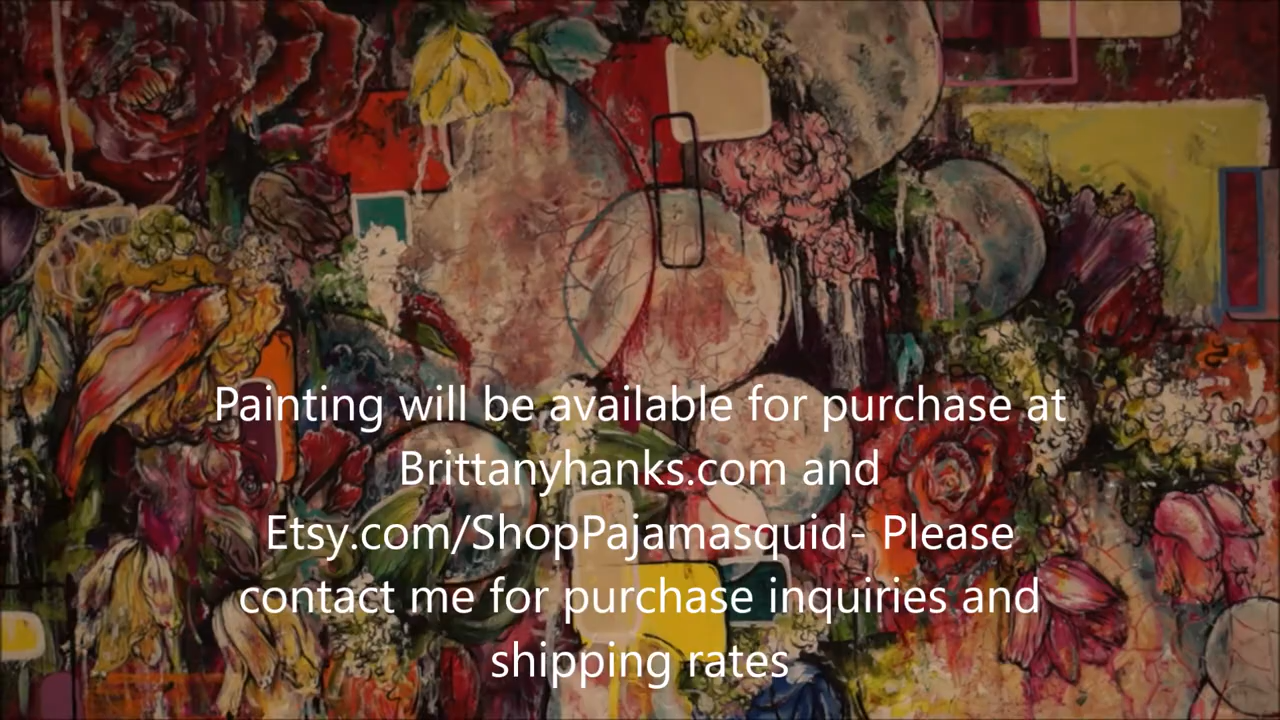 Painting will be available for purchase at
Brittanyhanks.com and
Etsy.com/ShopPajamasquid- Please
contact me for purchase inquiries and
shipping rates